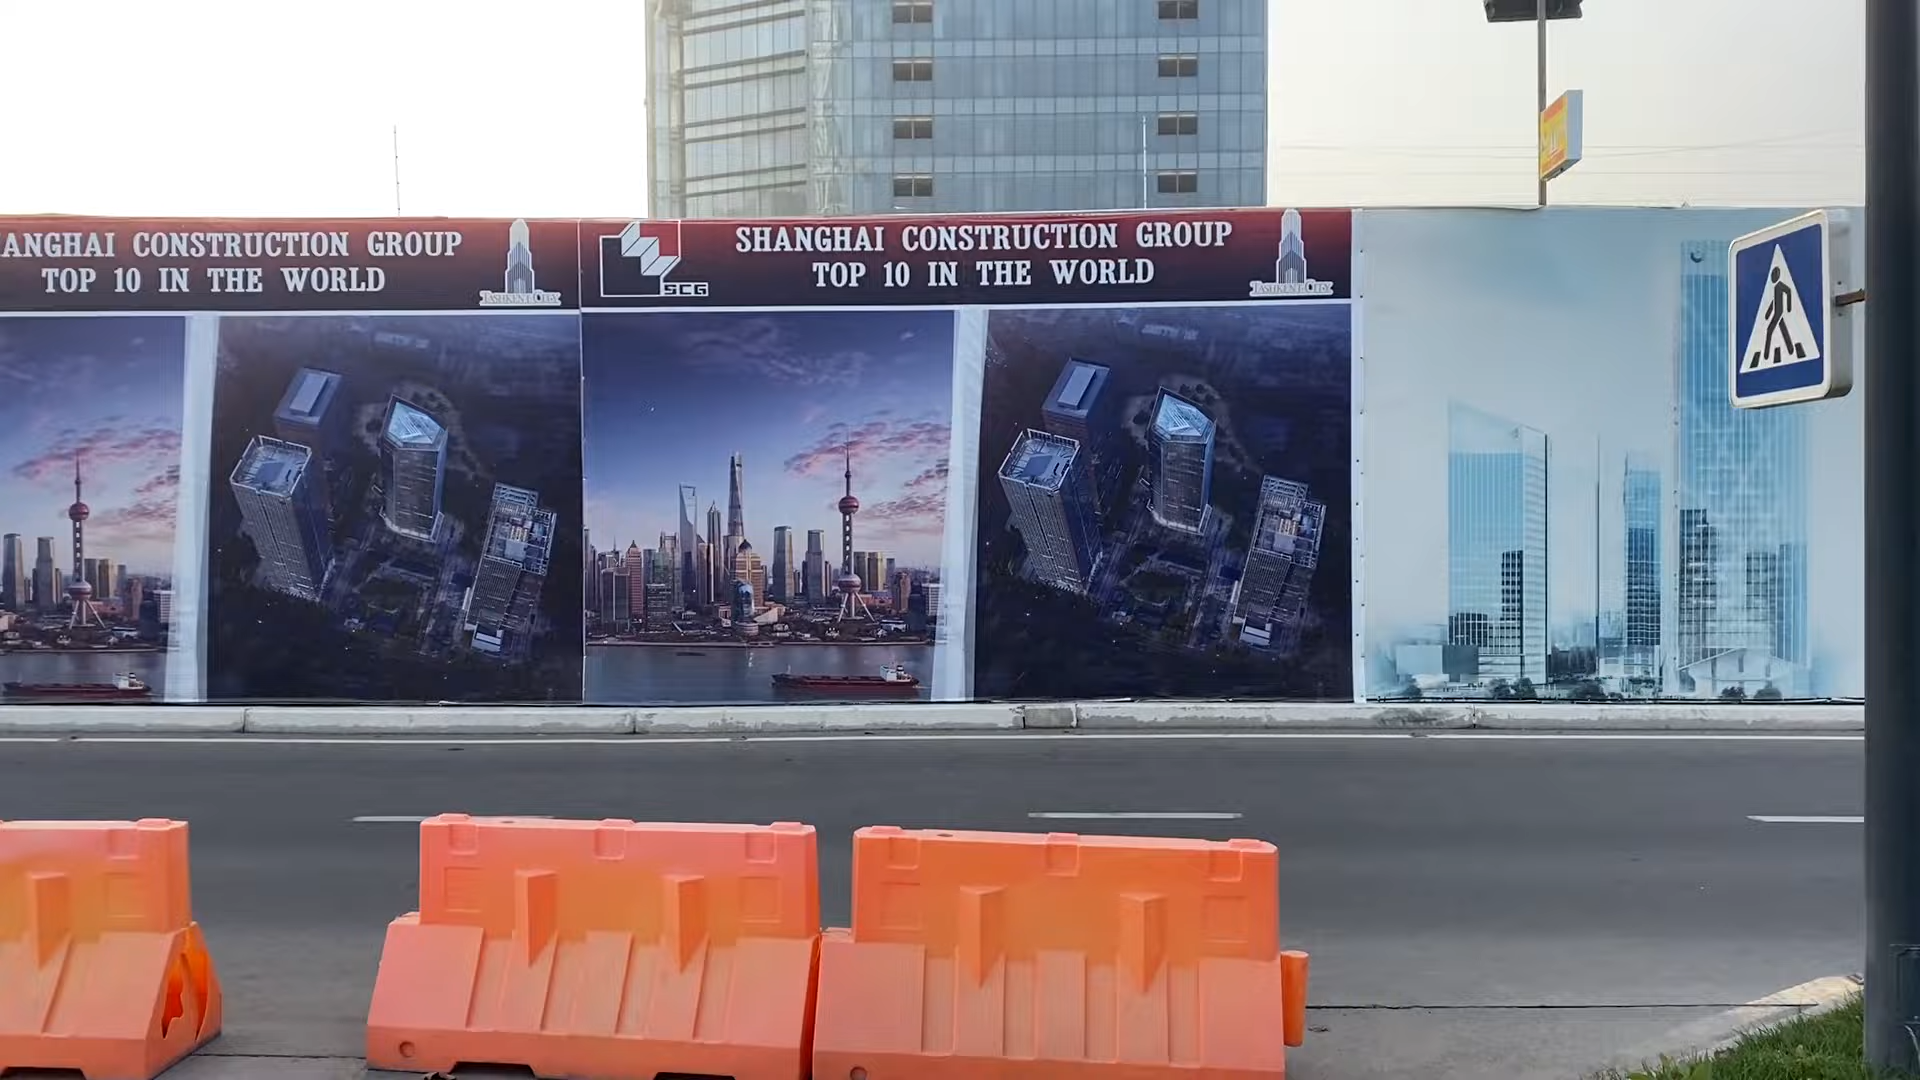 ANGHAI CONSTRUCTION GROUP
TOP 10 IN THE WORLD
TASHKENT CITY
SCG
SHANGHAI CONSTRUCTION GROUP
TOP 10 IN THE WORLD
TASHKENT CITY